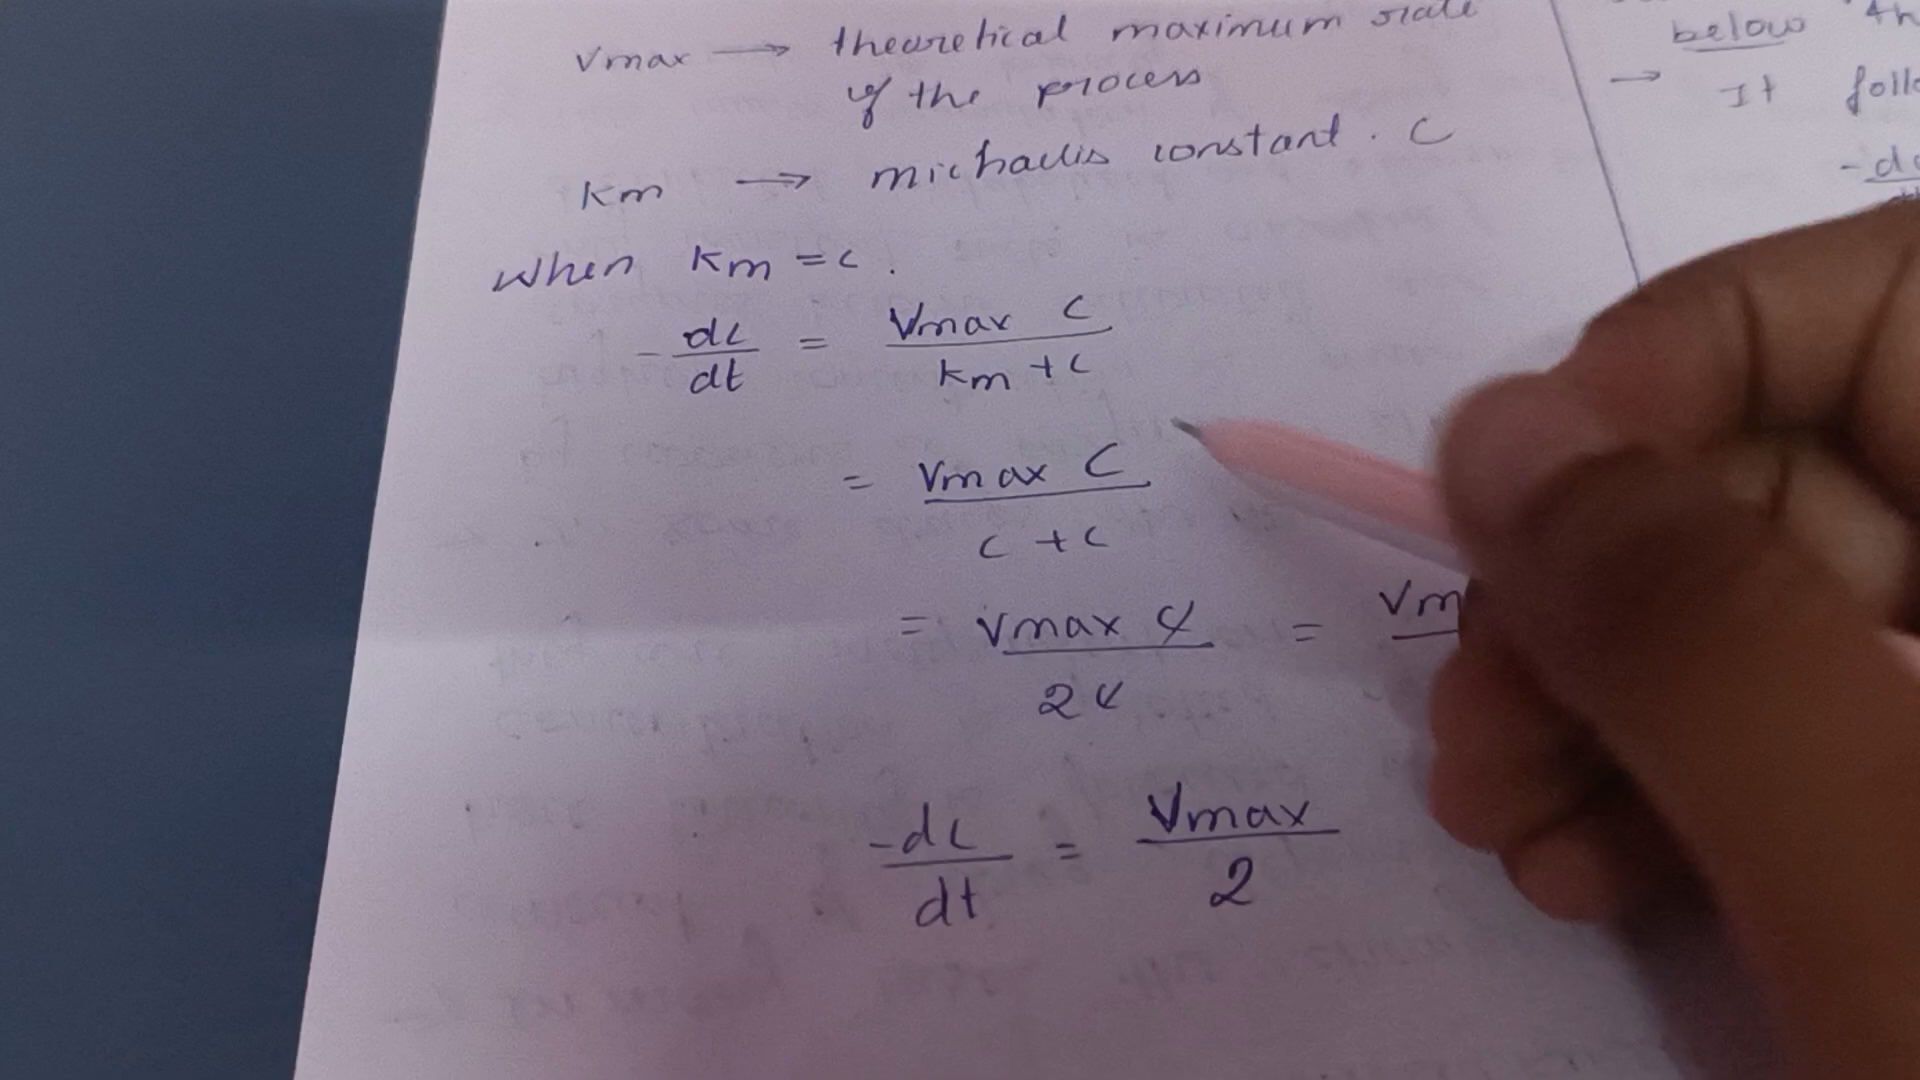 Vmax → theoretical maximum rate
of the process
km → michaelis constant. C
when km = c.
-dc/dt = Vmax C / km + c
= Vmax C / c + c
= Vmax C / 2C = Vm
-dc/dt = Vmax / 2
below
→ It